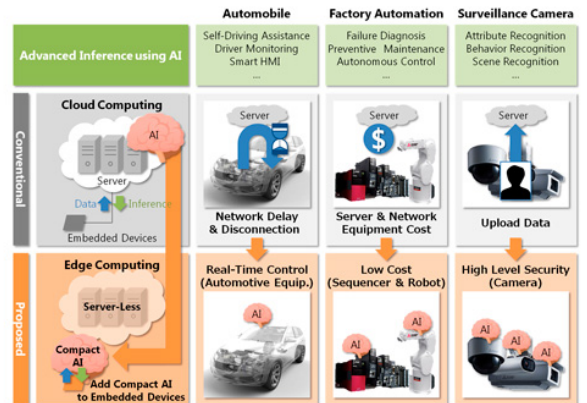 Automobile
Factory Automation
Surveillance Camera
Advanced Inference using AI
Self-Driving Assistance
Driver Monitoring
Smart HMI
...
Failure Diagnosis
Preventive Maintenance
Autonomous Control
...
Attribute Recognition
Behavior Recognition
Scene Recognition
...
Conventional
Cloud Computing
AI
Server
Data
Inference
Embedded Devices
Server
Network Delay
& Disconnection
Server
$
Server & Network
Equipment Cost
Server
Upload Data
Proposed
Edge Computing
Server-Less
Compact
AI
Add Compact AI
to Embedded Devices
Real-Time Control
(Automotive Equip.)
AI
Low Cost
(Sequencer & Robot)
AI
AI
High Level Security
(Camera)
AI
AI
AI